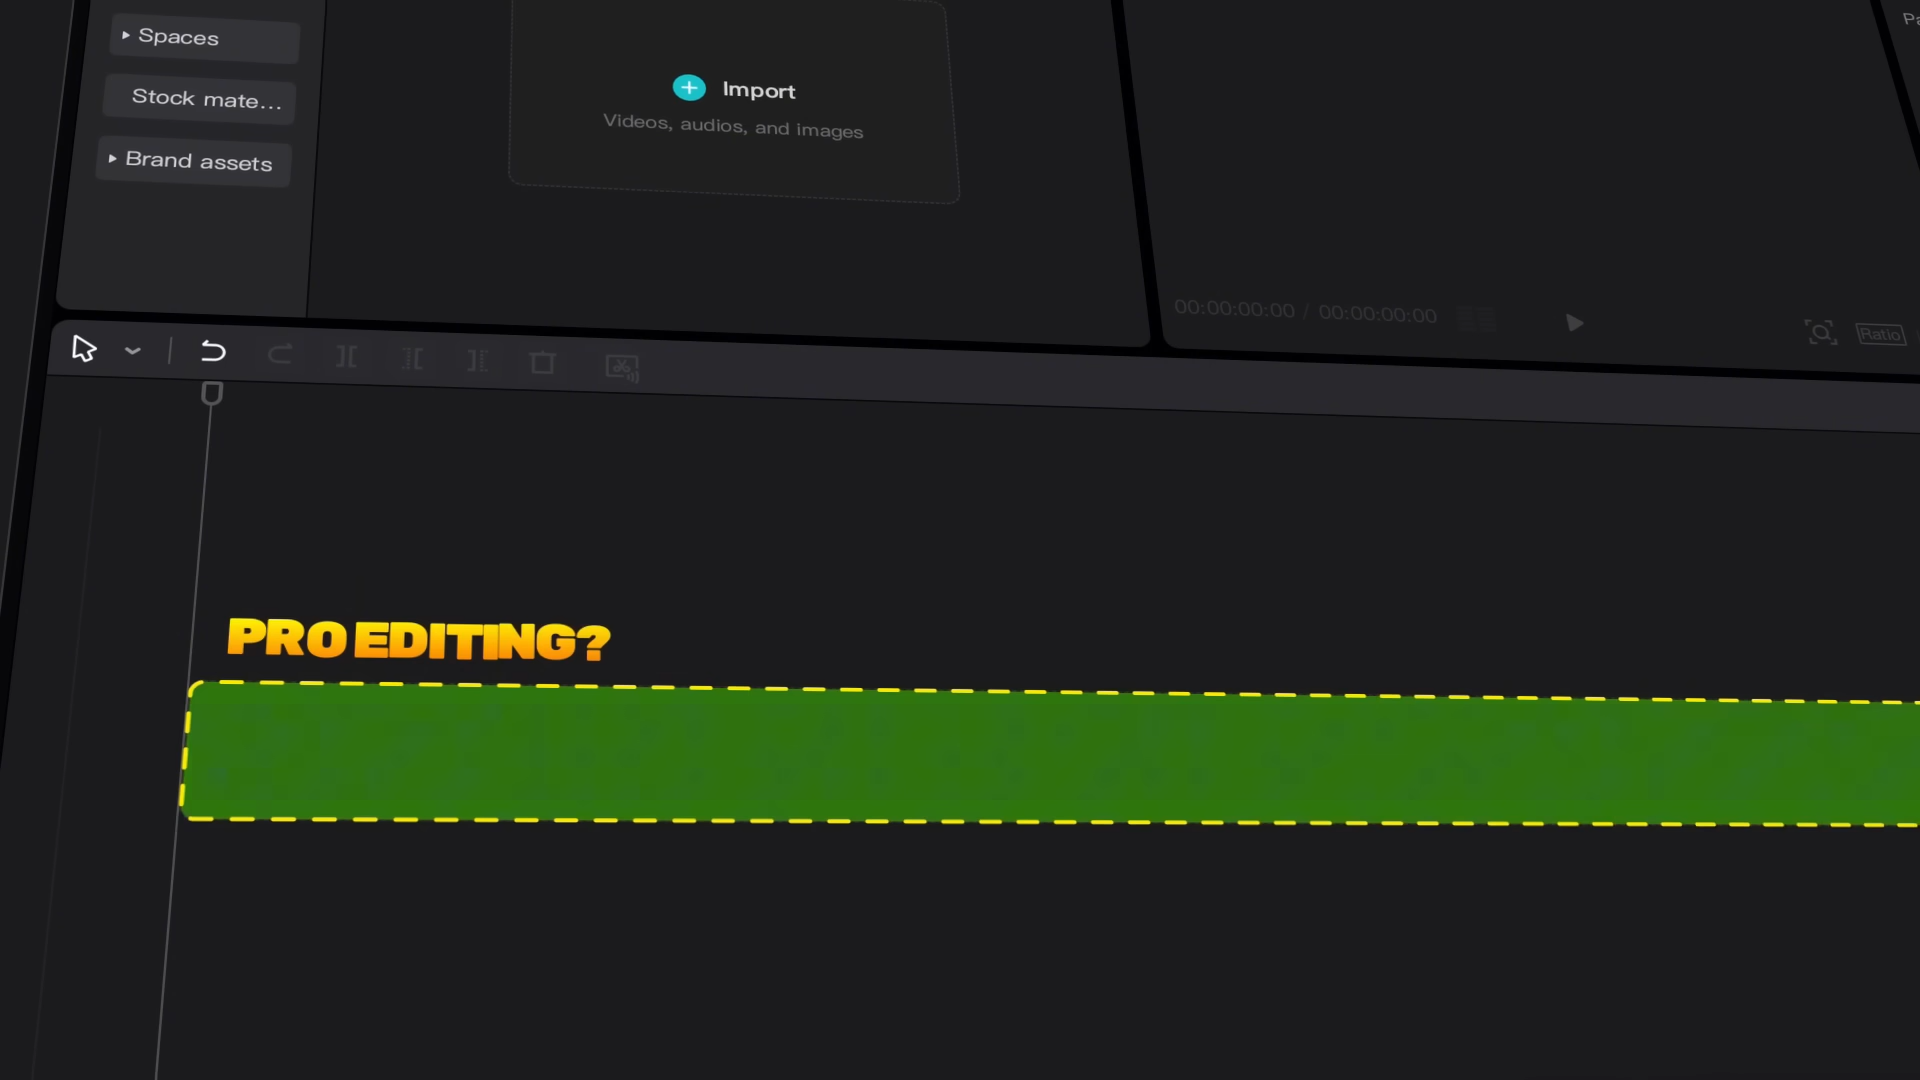 Spaces
Stock mate...
Brand assets
Import
Videos, audios, and images
00:00:00:00 / 00:00:00:00
Ratio
PRO EDITING?